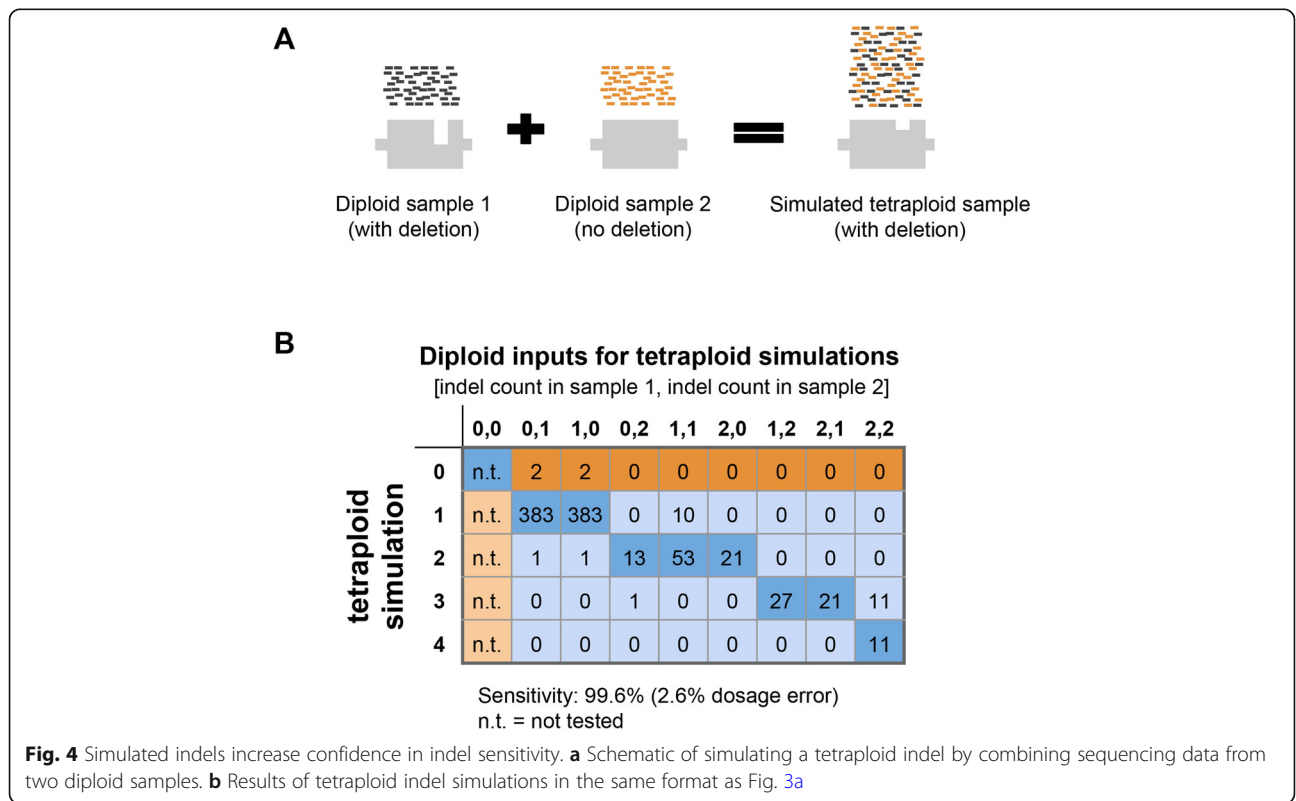 A
Diploid sample 1
(with deletion)
Diploid sample 2
(no deletion)
Simulated tetraploid sample
(with deletion)
B
Diploid inputs for tetraploid simulations
[indel count in sample 1, indel count in sample 2]
0,0 0,1 1,0 0,2 1,1 2,0 1,2 2,1 2,2
tetraploid
simulation
0 n.t. 2 2 0 0 0 0 0 0
1 n.t. 383 383 0 10 0 0 0 0
2 n.t. 1 1 13 53 21 0 0 0
3 n.t. 0 0 1 0 0 27 21 11
4 n.t. 0 0 0 0 0 0 0 11
Sensitivity: 99.6% (2.6% dosage error)
n.t. = not tested
Fig. 4 Simulated indels increase confidence in indel sensitivity. a Schematic of simulating a tetraploid indel by combining sequencing data from
two diploid samples. b Results of tetraploid indel simulations in the same format as Fig. 3a